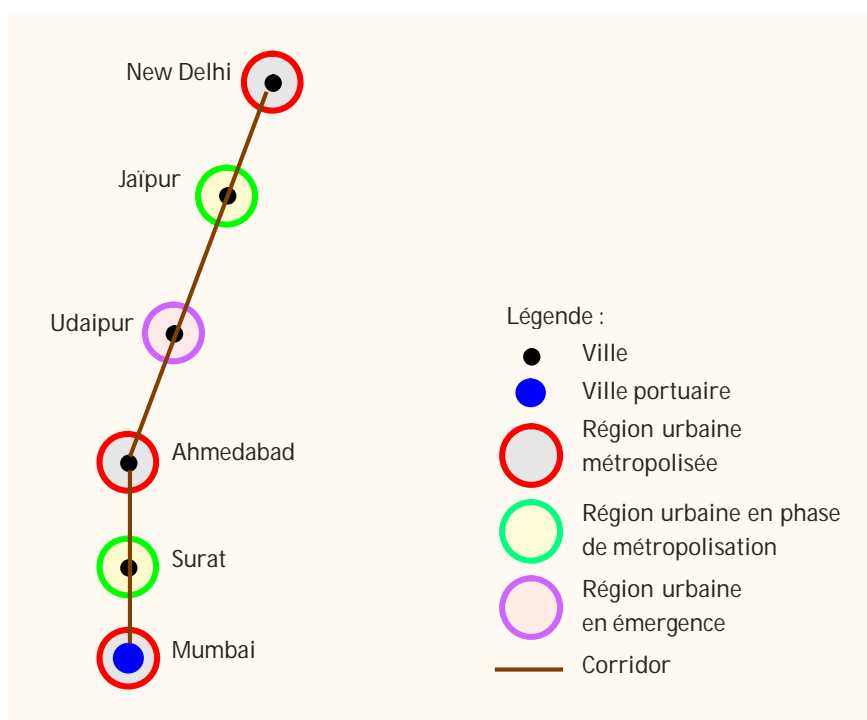 New Delhi
Jaïpur
Udaipur
Ahmedabad
Surat
Mumbai
Légende :
Ville
Ville portuaire
Région urbaine
métropolisée
Région urbaine en phase
de métropolisation
Région urbaine
en émergence
Corridor